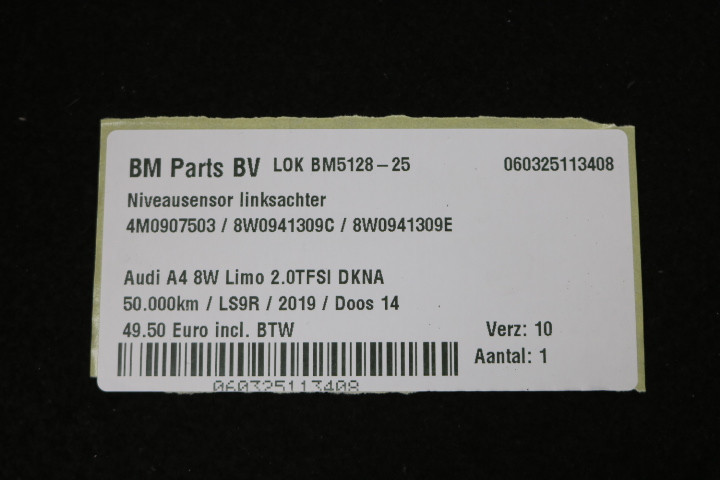 BM Parts BV LOK BM5128-25 060325113408
Niveausensor linksachter
4M0907503 / 8W0941309C / 8W0941309E
Audi A4 8W Limo 2.0TFSI DKNA
50.000km / LS9R / 2019 / Doos 14
49.50 Euro incl. BTW Verz: 10
Aantal: 1
060325113408